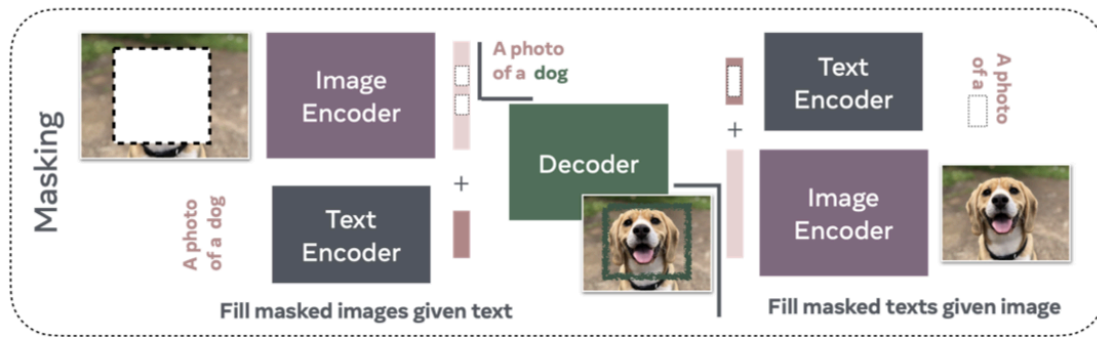 Masking
Image
Encoder
A photo
of a dog
Text
Encoder
Fill masked images given text
A photo
of a dog
Decoder
Text
Encoder
A photo
of a
Image
Encoder
Fill masked texts given image